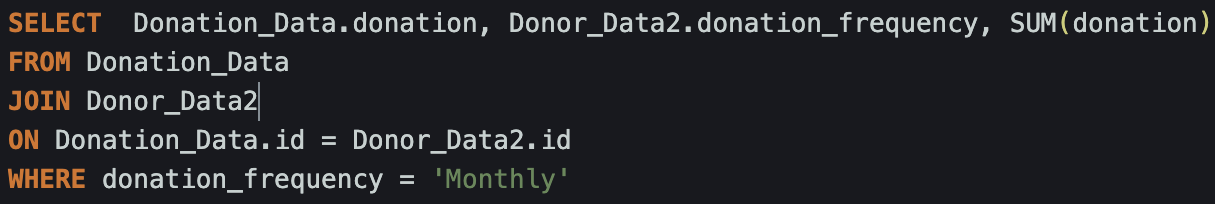 SELECT  Donation_Data.donation, Donor_Data2.donation_frequency, SUM(donation)
FROM Donation_Data
JOIN Donor_Data2
ON Donation_Data.id = Donor_Data2.id
WHERE donation_frequency = 'Monthly'